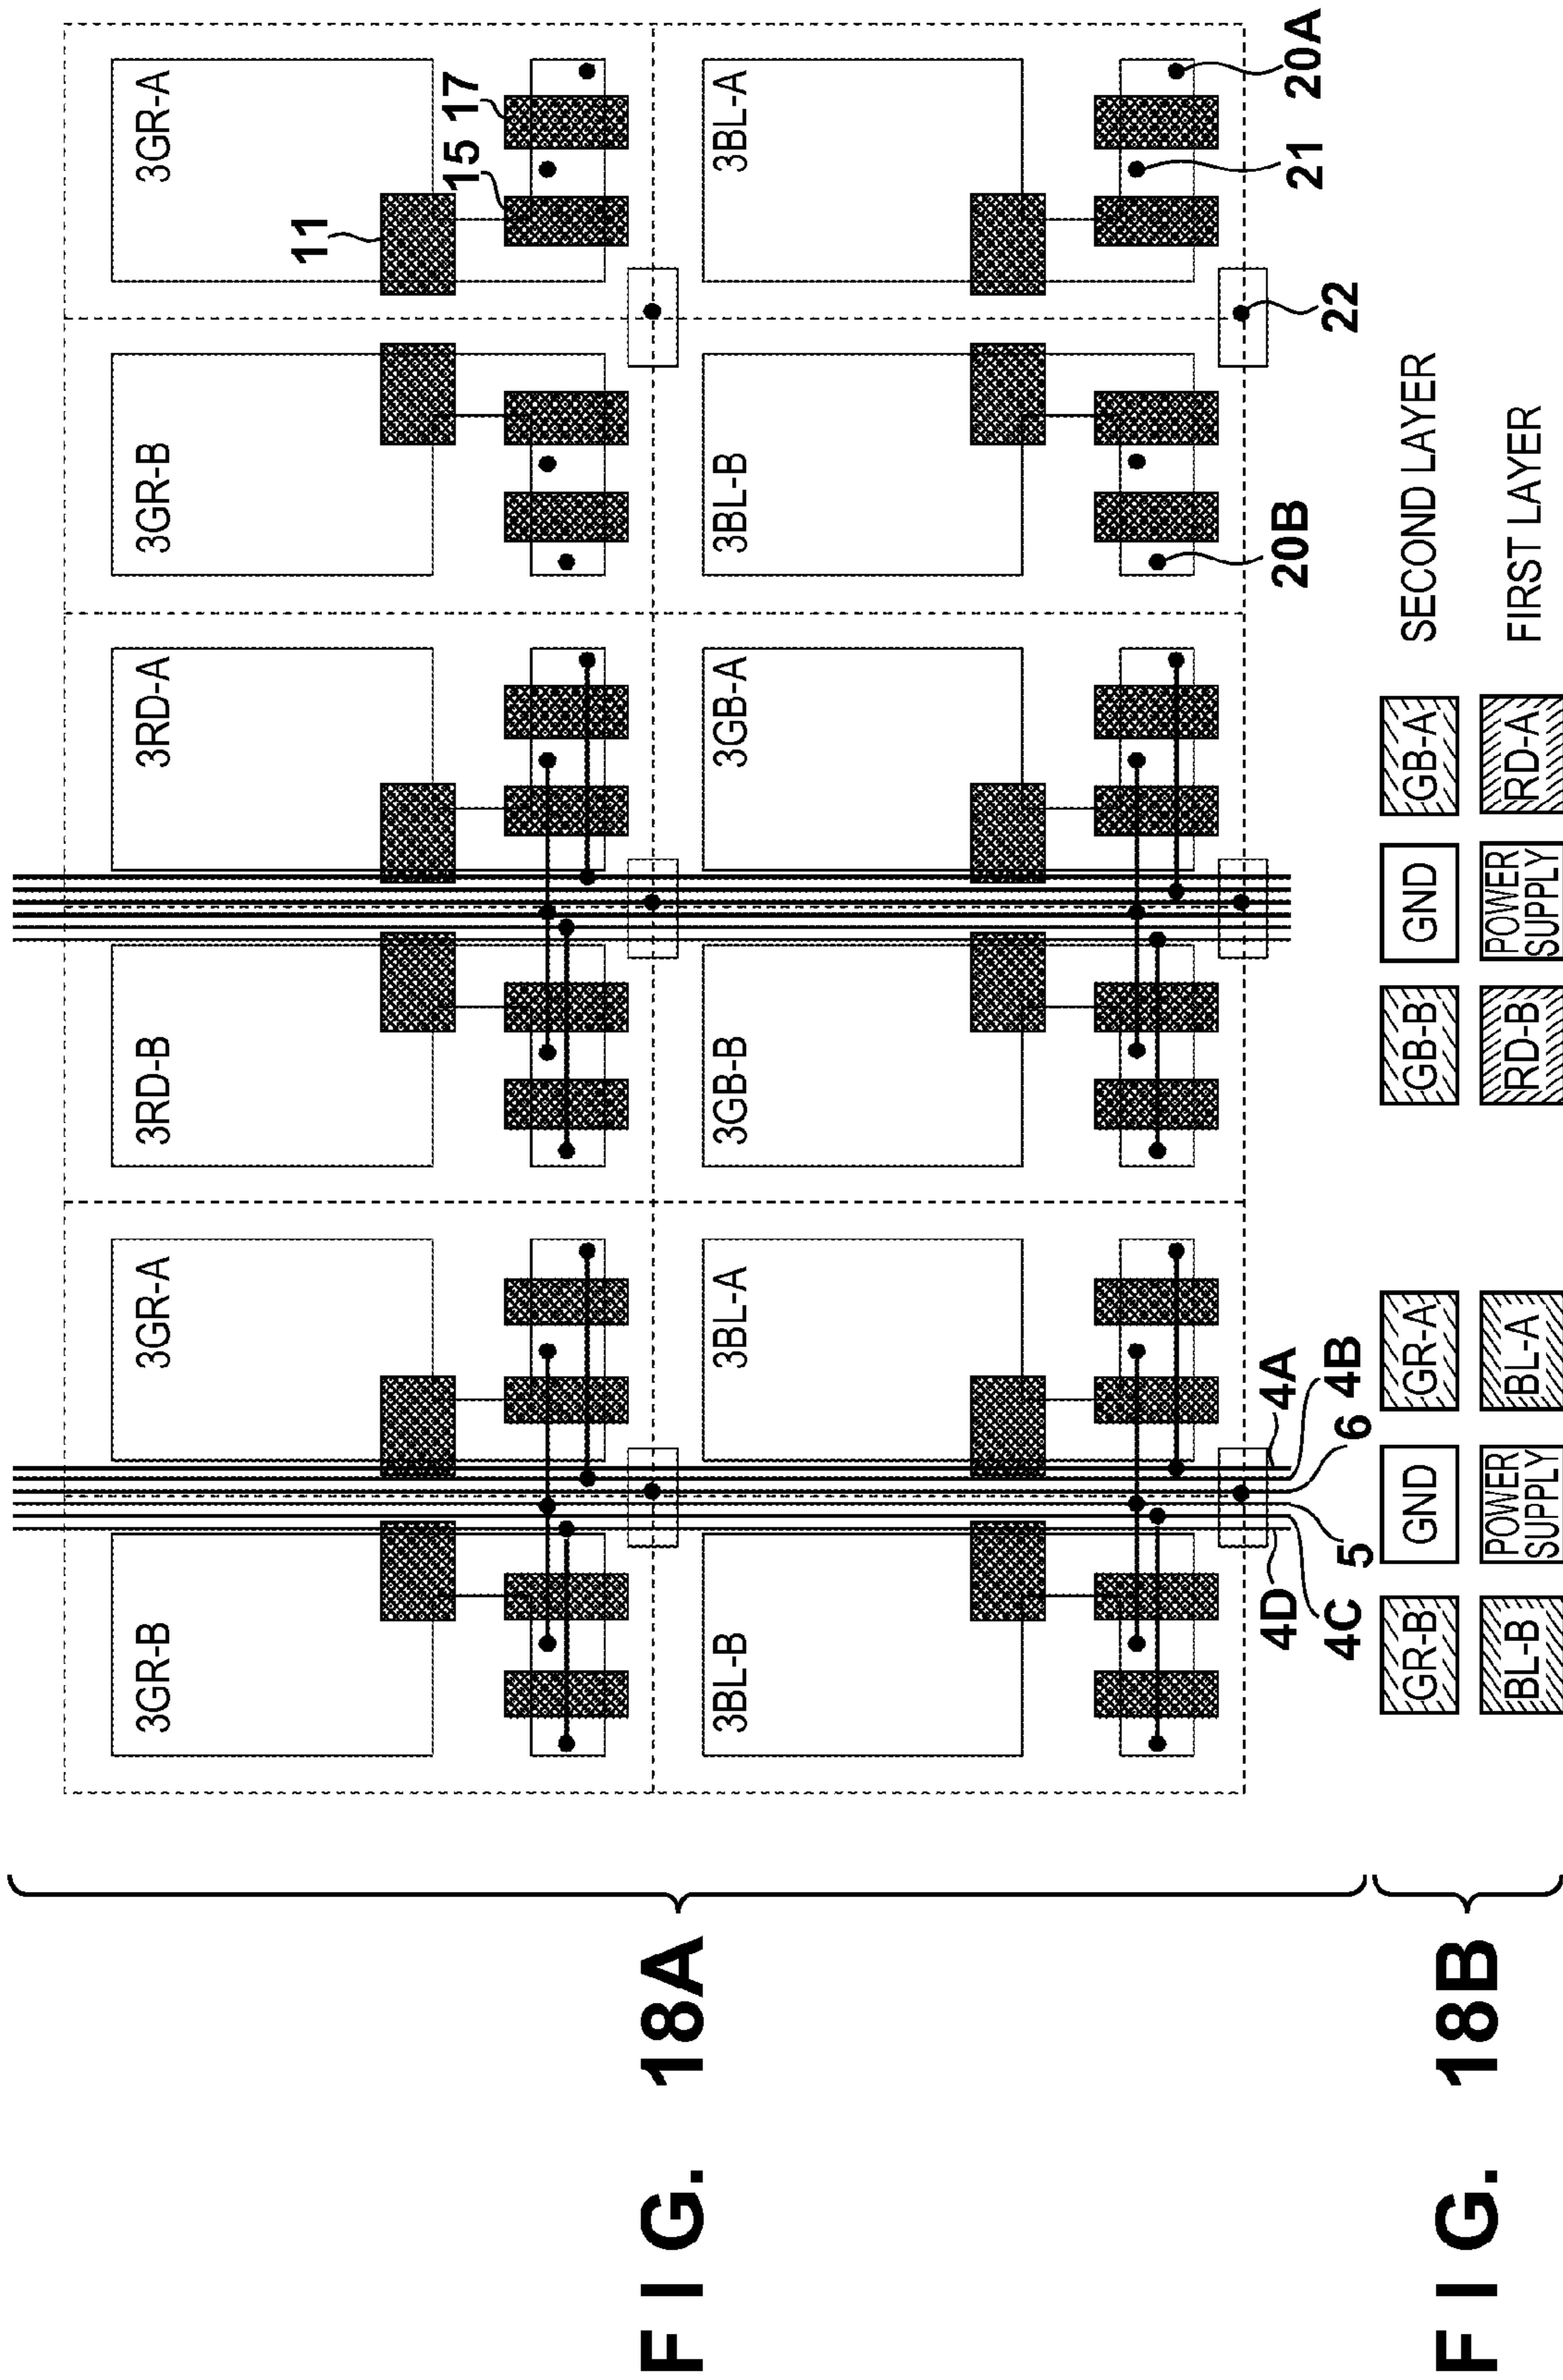 FIG. 18A
3GR-B
3GR-A
3RD-B
3RD-A
3GR-B
3GR-A
11
15
17
3BL-B
3BL-A
3GB-B
3GB-A
3BL-B
3BL-A
4D
4C
5
6
4B
4A
20B
22
21
20A
FIG. 18B
GR-B
GND
GR-A
GB-B
GND
GB-A
SECOND LAYER
BL-B
POWER
SUPPLY
BL-A
RD-B
POWER
SUPPLY
RD-A
FIRST LAYER